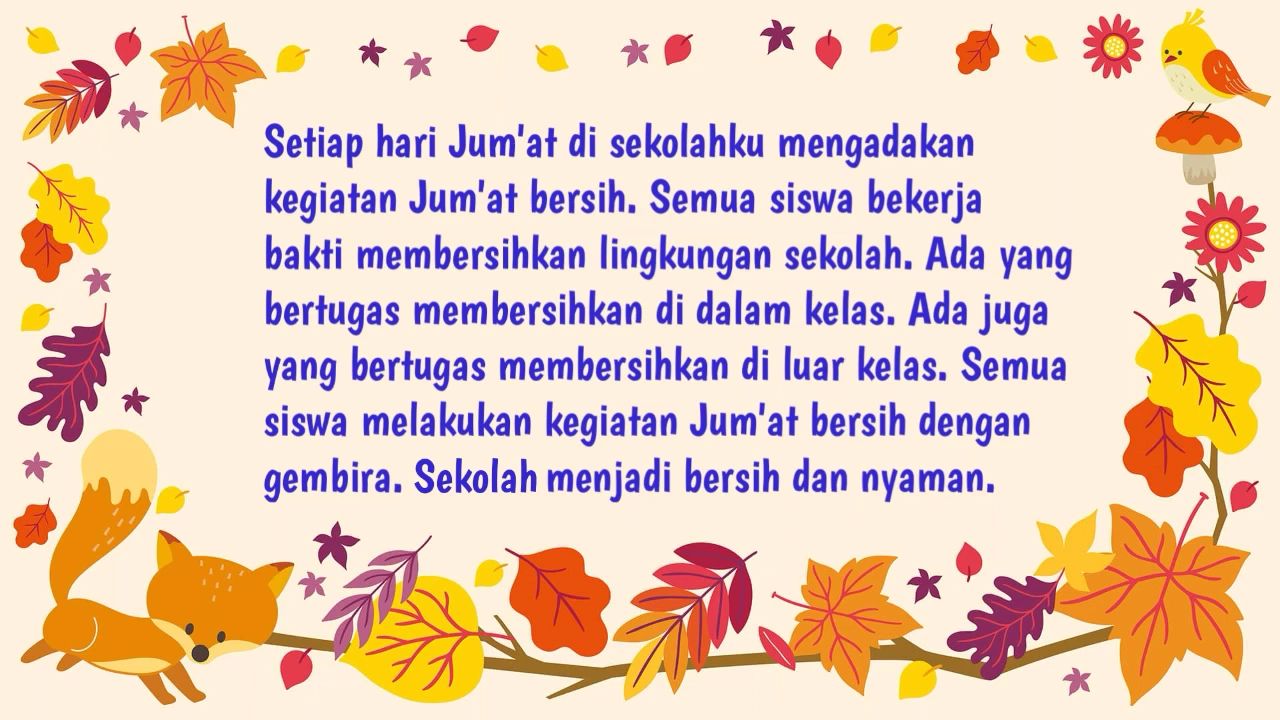 Setiap hari Jum'at di sekolahku mengadakan
kegiatan Jum'at bersih. Semua siswa bekerja
bakti membersihkan lingkungan sekolah. Ada yang
bertugas membersihkan di dalam kelas. Ada juga
yang bertugas membersihkan di luar kelas. Semua
siswa melakukan kegiatan Jum'at bersih dengan
gembira. Sekolah menjadi bersih dan nyaman.